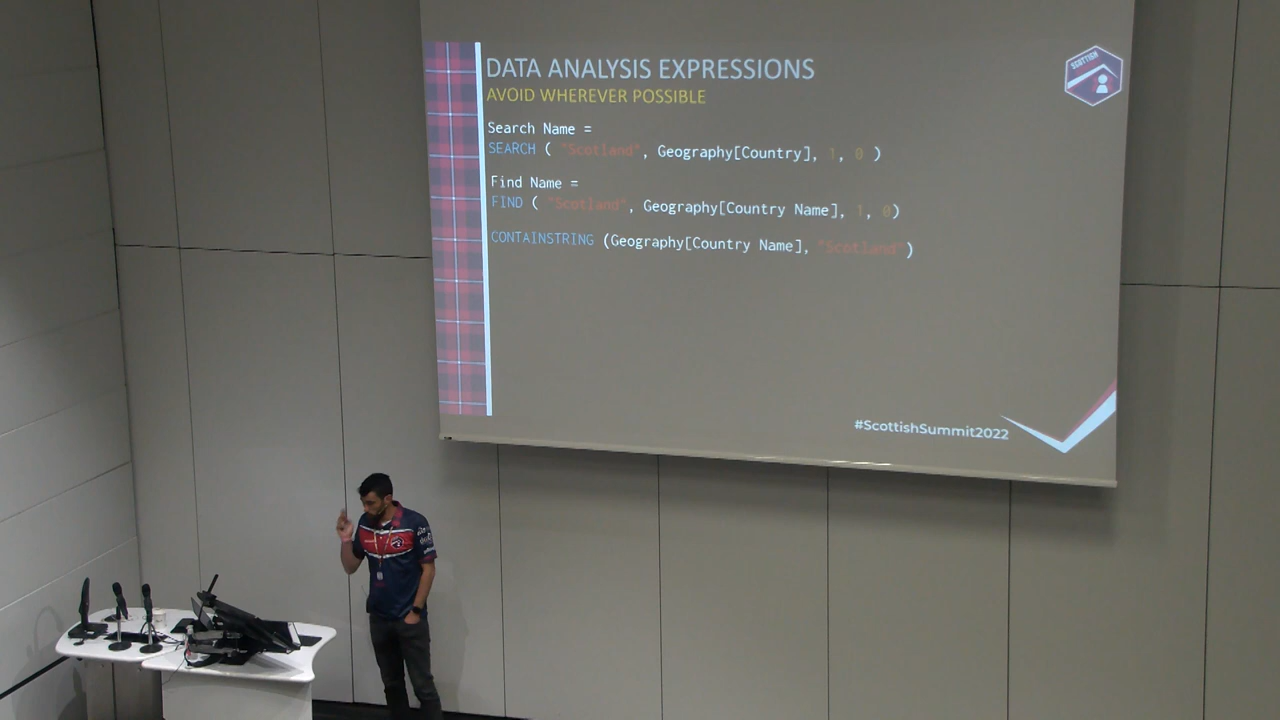 DATA ANALYSIS EXPRESSIONS
AVOID WHEREVER POSSIBLE
Search Name =
SEARCH ( "Scotland", Geography[Country], 1, 0 )
Find Name =
FIND ( "Scotland", Geography[Country Name], 1, 0)
CONTAINSTRING (Geography[Country Name], "Scotland")
#ScottishSummit2022
SCOTTISH